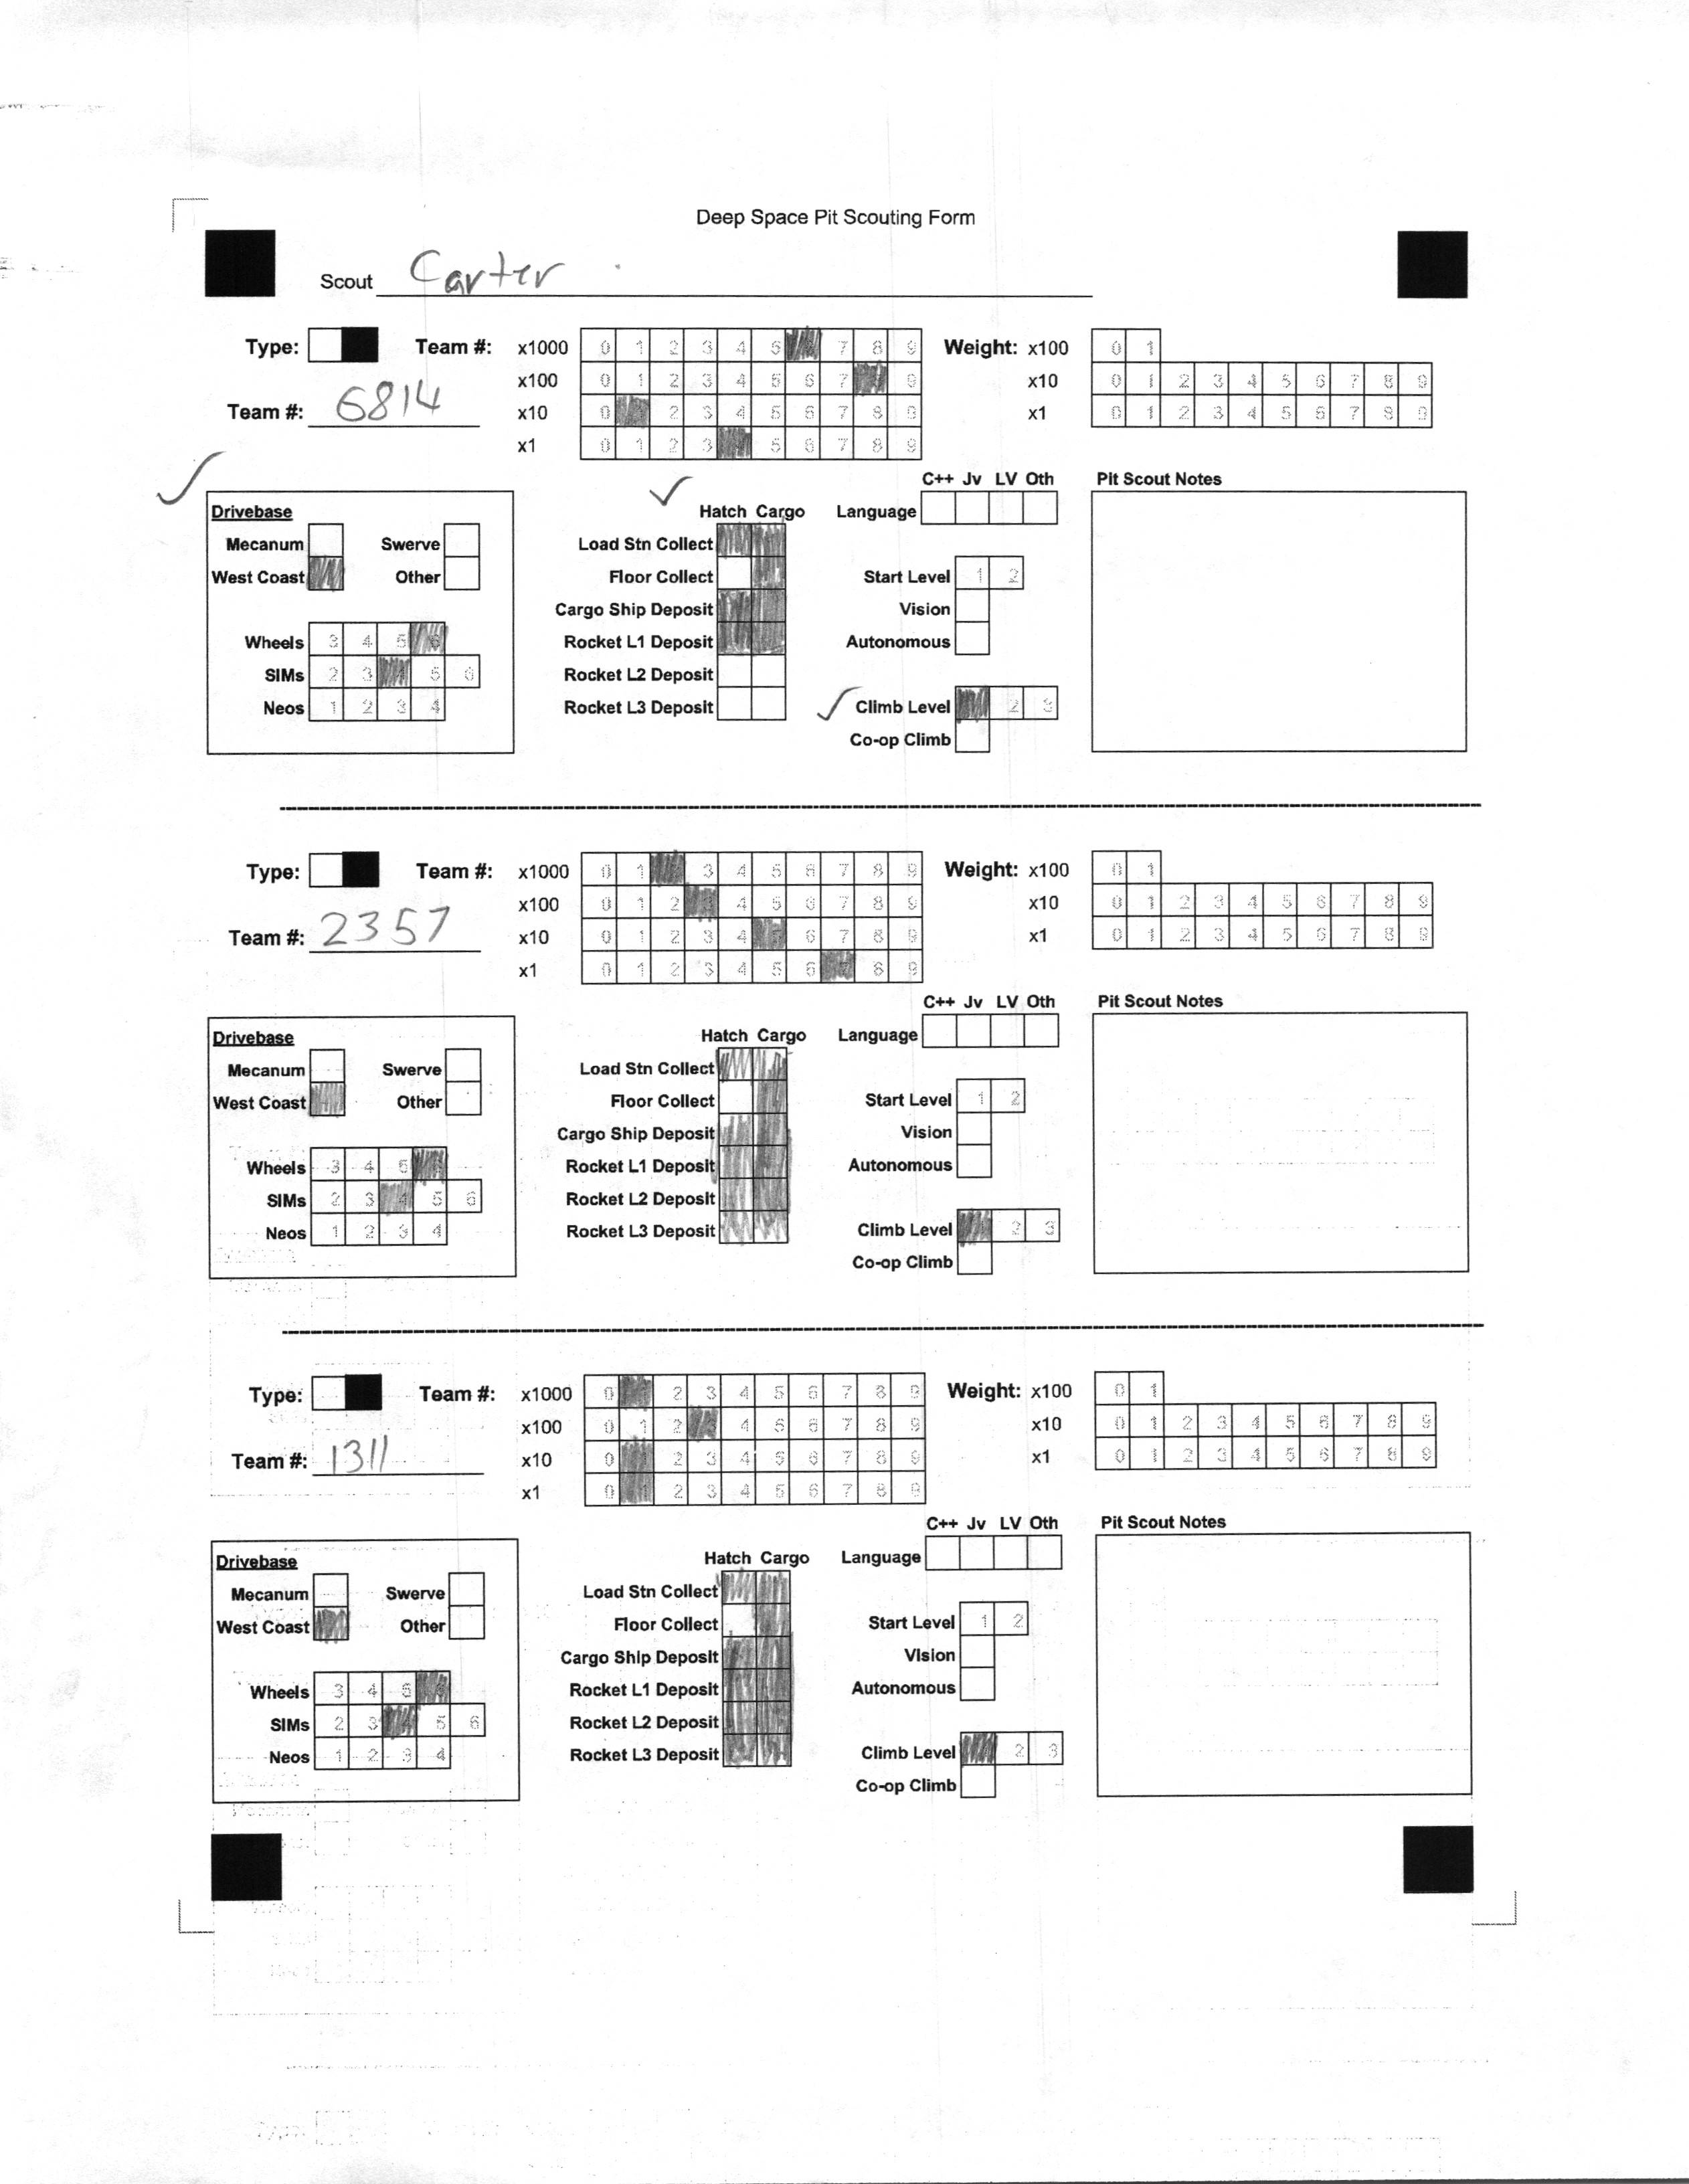 Deep Space Pit Scouting Form
Scout Carter
Type: Team #: x1000 0 1 2 3 4 5 7 8 9 Weight: x100 0 1
x100 0 1 2 3 4 5 6 7 9 x10 0 1 2 3 4 5 6 7 8 9
Team #: 6814 x10 0 2 3 4 5 6 7 8 9 x1 0 1 2 3 4 5 6 7 8 9
x1 0 1 2 3 5 6 7 8 9
C++ Jv LV Oth Pit Scout Notes
Drivebase Hatch Cargo Language
Mecanum Swerve Load Stn Collect
West Coast Other Floor Collect Start Level 1 2
Cargo Ship Deposit Vision
Wheels 3 4 5 6 Rocket L1 Deposit Autonomous
SIMs 2 3 4 5 6 Rocket L2 Deposit
Neos 1 2 3 4 Rocket L3 Deposit Climb Level 2 3
Co-op Climb
Type: Team #: x1000 0 1 3 4 5 6 7 8 9 Weight: x100 0 1
x100 0 1 2 4 5 6 7 8 9 x10 0 1 2 3 4 5 6 7 8 9
Team #: 2357 x10 0 1 2 3 4 6 7 8 9 x1 0 1 2 3 4 5 6 7 8 9
x1 0 1 2 3 4 5 6 8 9
C++ Jv LV Oth Pit Scout Notes
Drivebase Hatch Cargo Language
Mecanum Swerve Load Stn Collect
West Coast Other Floor Collect Start Level 1 2
Cargo Ship Deposit Vision
Wheels 3 4 5 Rocket L1 Deposit Autonomous
SIMs 2 3 4 5 6 Rocket L2 Deposit
Neos 1 2 3 4 Rocket L3 Deposit Climb Level 2 3
Co-op Climb
Type: Team #: x1000 0 2 3 4 5 6 7 8 9 Weight: x100 0 1
x100 0 1 2 4 5 6 7 8 9 x10 0 1 2 3 4 5 6 7 8 9
Team #: 1311 x10 0 2 3 4 5 6 7 8 9 x1 0 1 2 3 4 5 6 7 8 9
x1 0 1 2 3 4 5 6 7 8 9
C++ Jv LV Oth Pit Scout Notes
Drivebase Hatch Cargo Language
Mecanum Swerve Load Stn Collect
West Coast Other Floor Collect Start Level 1 2
Cargo Ship Deposit Vision
Wheels 3 4 5 6 Rocket L1 Deposit Autonomous
SIMs 2 3 4 5 6 Rocket L2 Deposit
Neos 1 2 3 4 Rocket L3 Deposit Climb Level 2 3
Co-op Climb